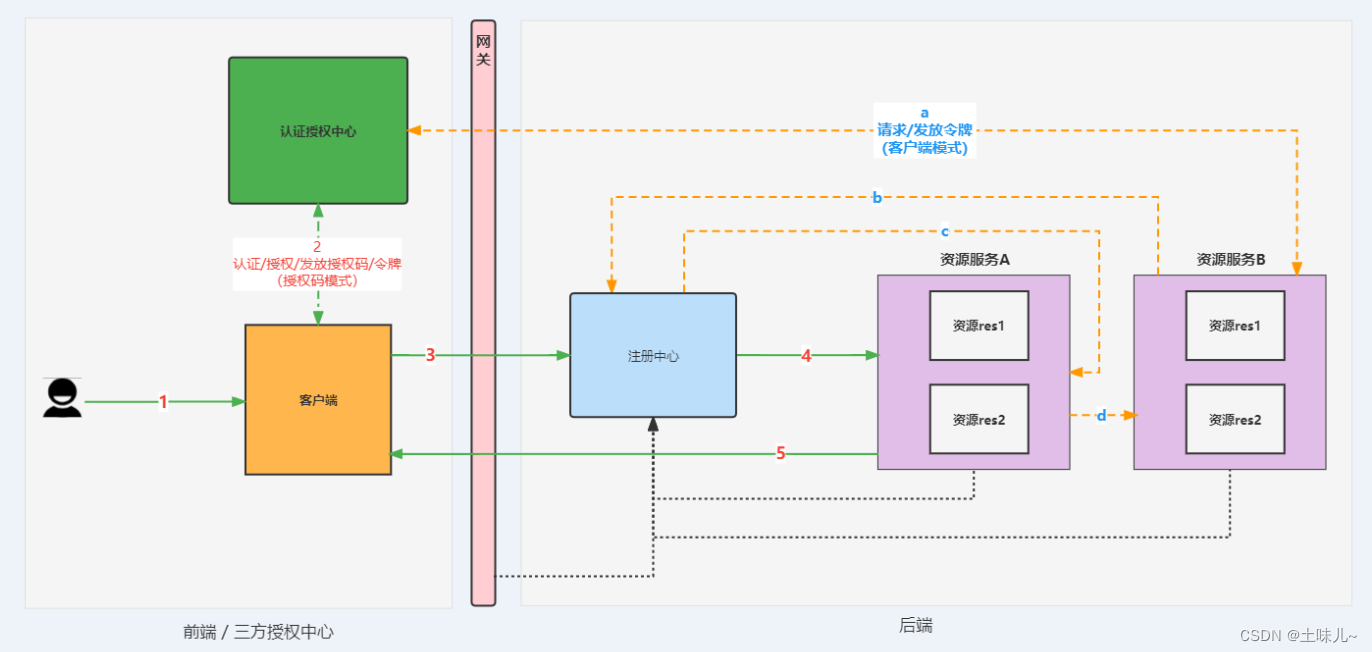 网
关
认证授权中心
a
请求/发放令牌
(客户端模式)
b
c
2
认证/授权/发放授权码/令牌
(授权码模式)
资源服务A
资源服务B
资源res1
资源res1
3
注册中心
4
1
客户端
资源res2
d
资源res2
5
前端 / 三方授权中心
后端
CSDN @土味儿~